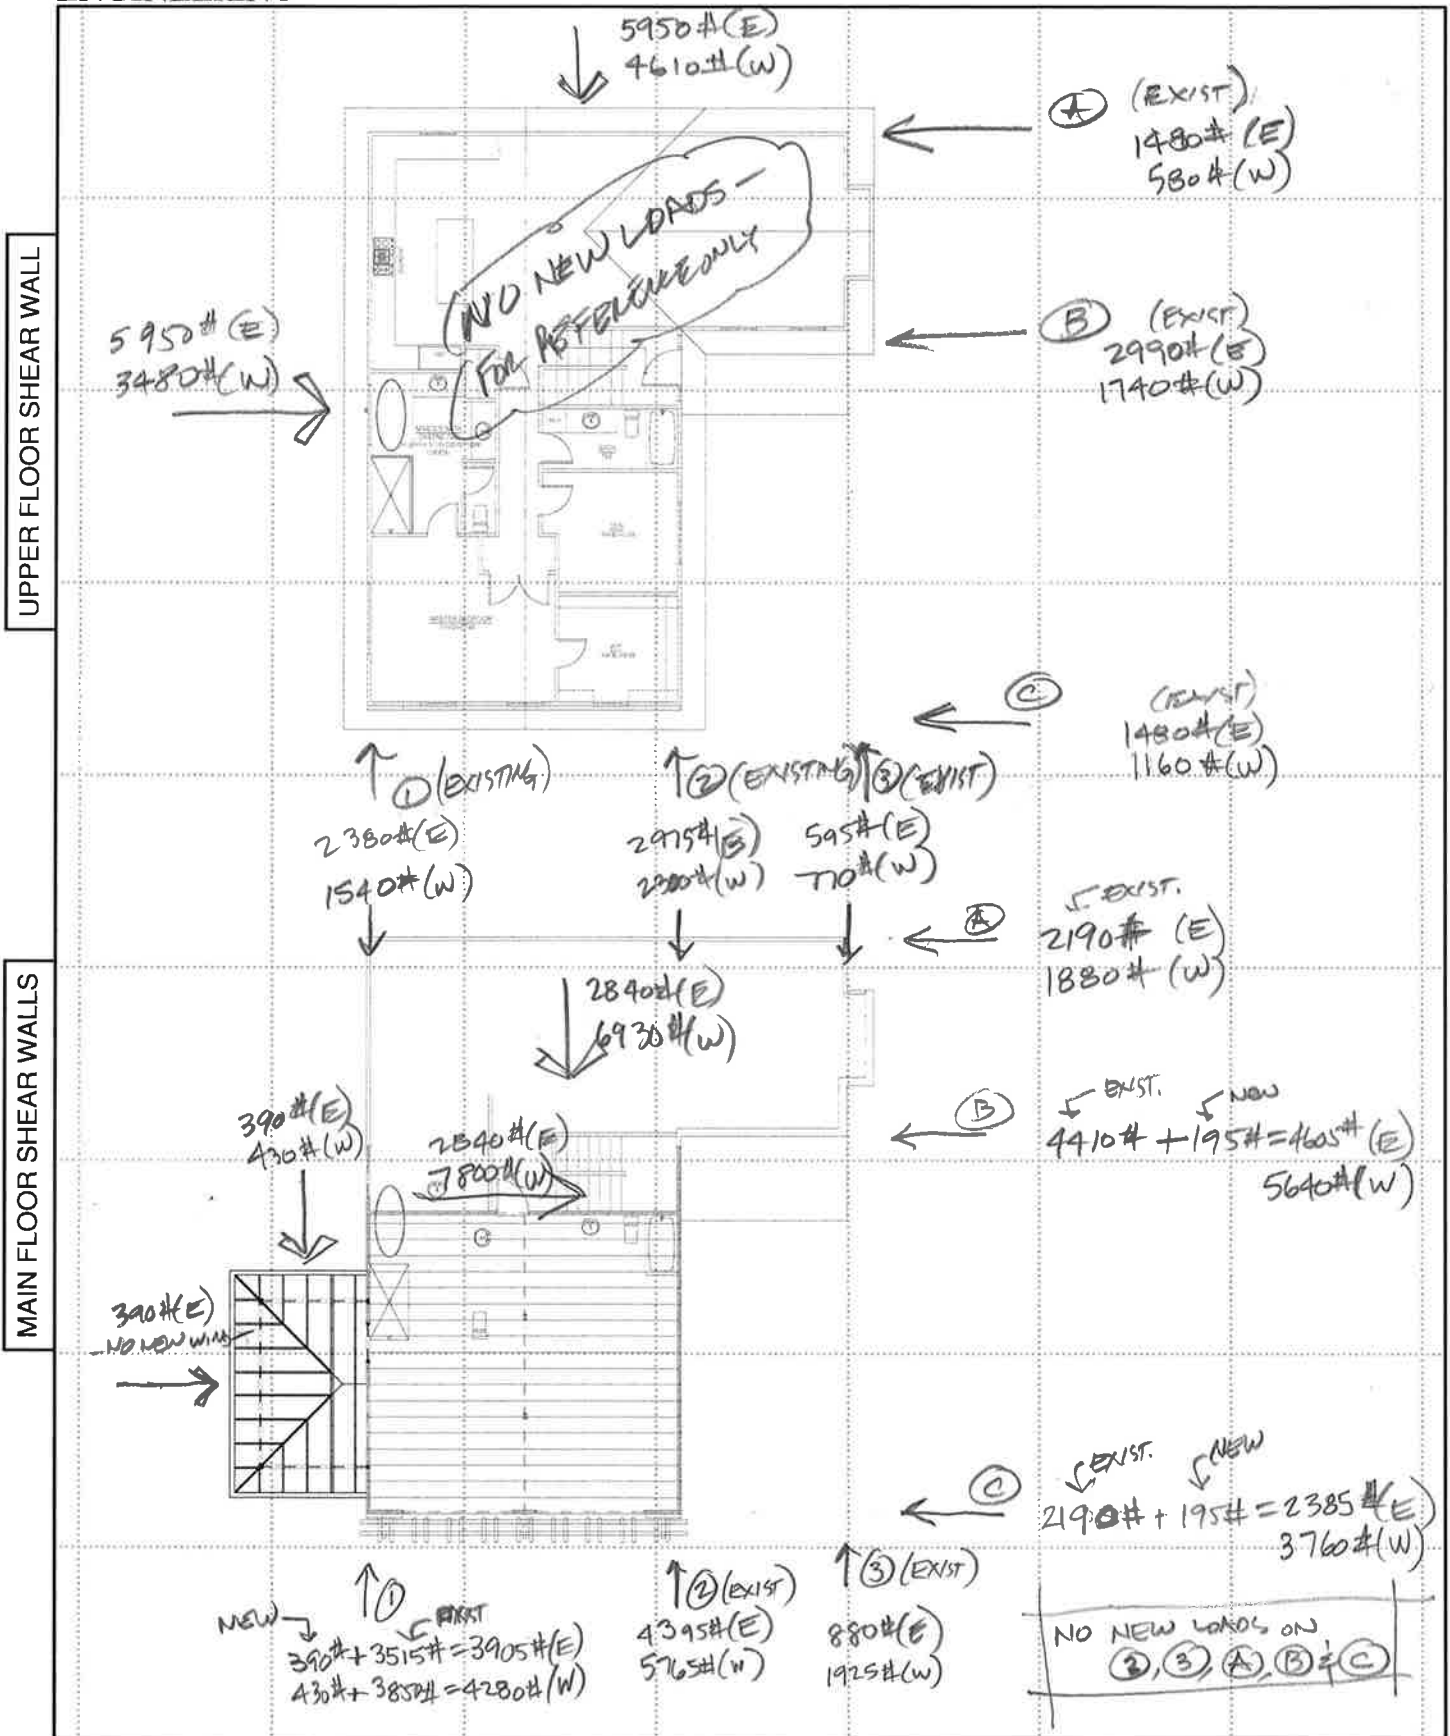 5950#(E)
4610#(W)
A (EXIST)
1480# (E)
580#(W)
NO NEW LOADS -
FOR REFERENCE ONLY
UPPER FLOOR SHEAR WALL
5950#(E)
3480#(W)
B (EXIST)
2990#(E)
1740#(W)
C (EXIST)
1480#(E)
1160#(W)
1 (EXISTING)
2380#(E)
1540#(W)
2 (EXISTING)
2975#(E)
2300#(W)
3 (EXIST)
595#(E)
770#(W)
MAIN FLOOR SHEAR WALLS
A
EXIST.
2190# (E)
1880# (W)
2840#(E)
6930#(W)
B
EXIST. NEW
4410# + 195# = 4605# (E)
5640#(W)
390#(E)
430#(W)
2840#(E)
7800#(W)
390#(E)
NO NEW WIND
C
EXIST. NEW
2190# + 195# = 2385#(E)
3760#(W)
1
NEW EXIST
390# + 3515# = 3905#(E)
430# + 3850# = 4280#(W)
2 (EXIST)
4395#(E)
5765#(W)
3 (EXIST)
880#(E)
1925#(W)
NO NEW LOADS ON
2, 3, A, B & C